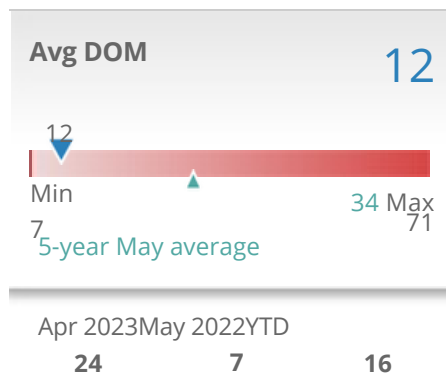 Avg DOM
12
12
Min
34 Max
7
71
5-year May average
Apr 2023May 2022YTD
24 7 16